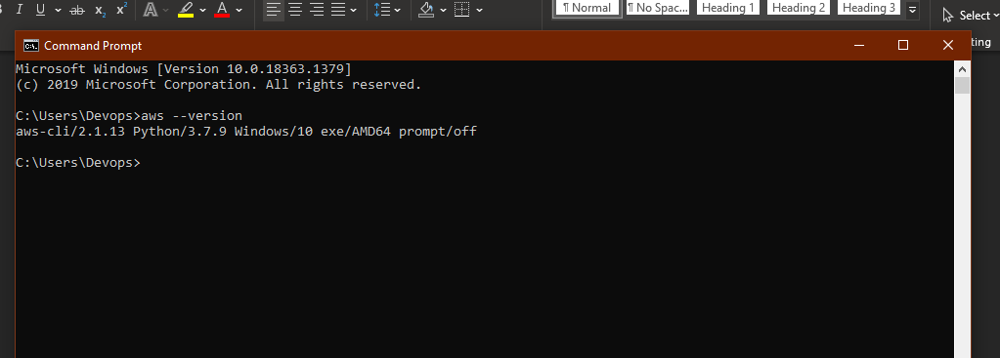 I U ab x₂ x² A A
¶ Normal ¶ No Spac... Heading 1 Heading 2 Heading 3 Select
ting
C:\. Command Prompt
Microsoft Windows [Version 10.0.18363.1379]
(c) 2019 Microsoft Corporation. All rights reserved.
C:\Users\Devops>aws --version
aws-cli/2.1.13 Python/3.7.9 Windows/10 exe/AMD64 prompt/off
C:\Users\Devops>